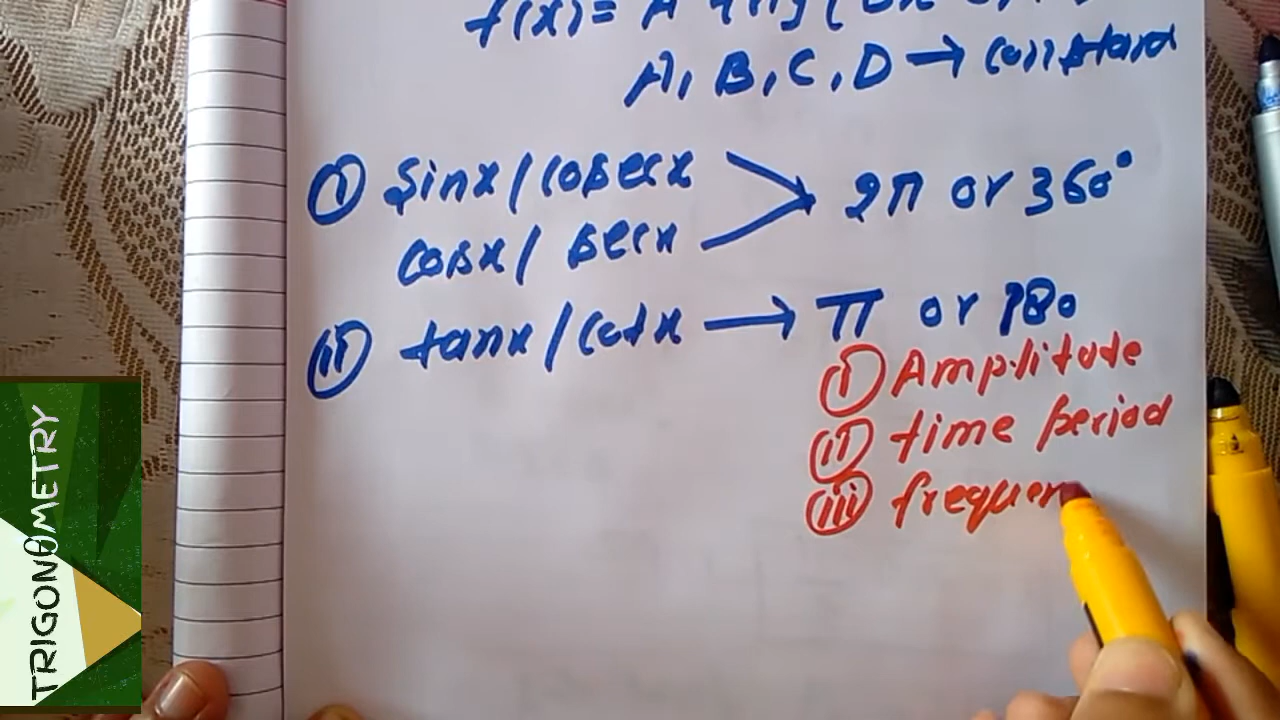 f(x) = A
A, B, C, D → constant
(i) sinx / cosecx
cosx / secx
2π or 360°
(ii) tanx / cotx → π or 180
(i) Amplitude
(ii) time period
(iii) frequen
TRIGONOMETRY